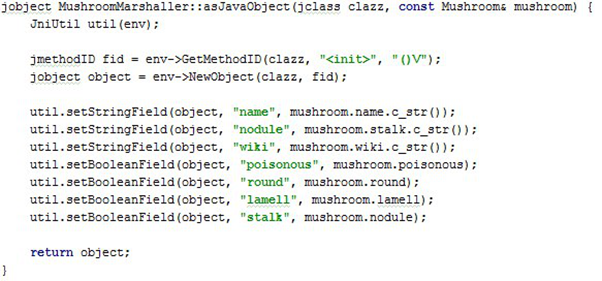 jobject MushroomMarshaller::asJavaObject(jclass clazz, const Mushroom& mushroom) {
JniUtil util(env);
jmethodID fid = env->GetMethodID(clazz, "<init>", "()V");
jobject object = env->NewObject(clazz, fid);
util.setStringField(object, "name", mushroom.name.c_str());
util.setStringField(object, "nodule", mushroom.stalk.c_str());
util.setStringField(object, "wiki", mushroom.wiki.c_str());
util.setBooleanField(object, "poisonous", mushroom.poisonous);
util.setBooleanField(object, "round", mushroom.round);
util.setBooleanField(object, "lamell", mushroom.lamell);
util.setBooleanField(object, "stalk", mushroom.nodule);
return object;
}